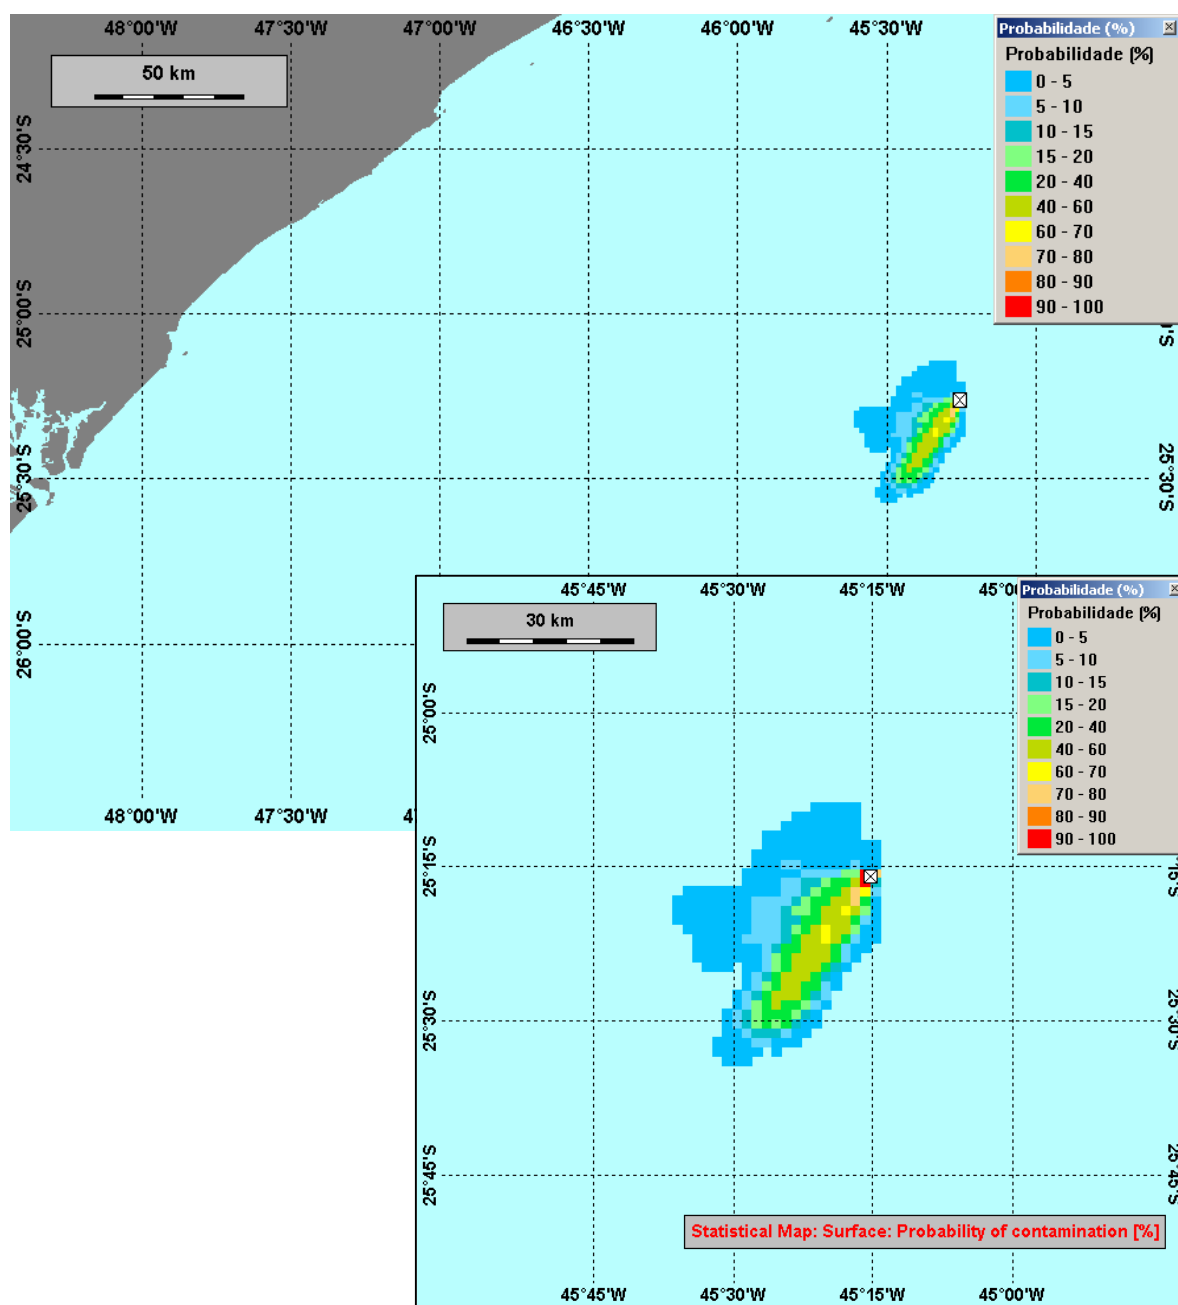 48°00'W 47°30'W 47°00'W 46°30'W 46°00'W 45°30'W
Probabilidade (%)
50 km
Probabilidade (%)
0 - 5
5 - 10
10 - 15
15 - 20
20 - 40
40 - 60
60 - 70
70 - 80
80 - 90
90 - 100
24°30'S
25°00'S
25°30'S 25°30'S
26°00'S
48°00'W 47°30'W
45°45'W 45°30'W 45°15'W
Probabilidade (%)
30 km
Probabilidade (%)
0 - 5
5 - 10
10 - 15
15 - 20
20 - 40
40 - 60
60 - 70
70 - 80
80 - 90
90 - 100
25°00'S
25°15'S
25°30'S 25°30'S
25°45'S 25°45'S
Statistical Map: Surface: Probability of contamination [%]
45°45'W 45°30'W 45°15'W 45°00'W